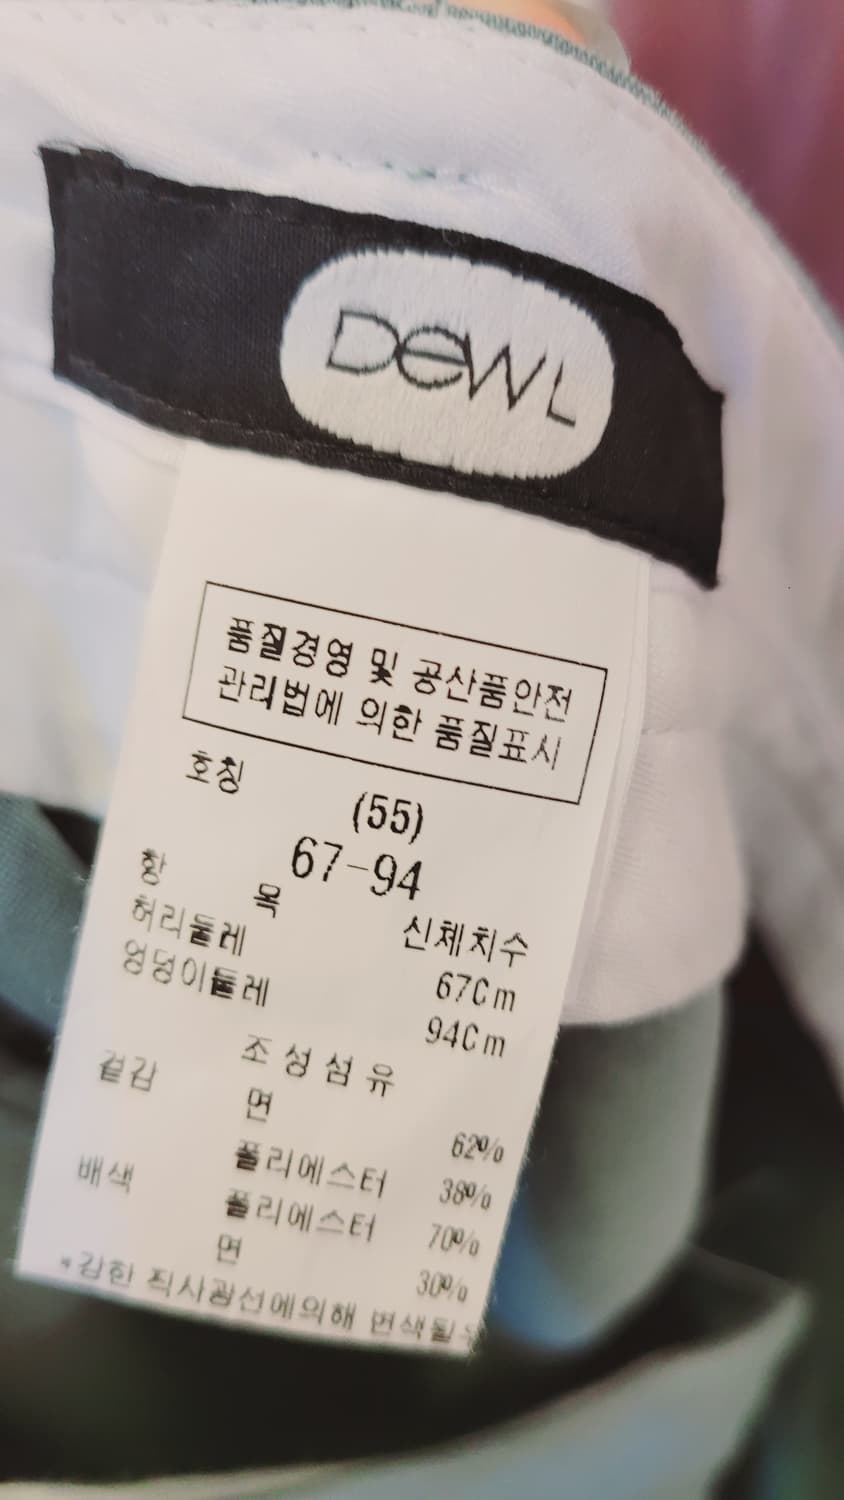 DeWL
품질경영 및 공산품안전
관리법에 의한 품질표시
호칭
(55)
67-94
항 목 신체치수
허리둘레 67Cm
엉덩이둘레 94Cm
조성섬유
겉감 면 62%
폴리에스터 38%
배색 폴리에스터 70%
면 30%
*강한 직사광선에의해 변색될